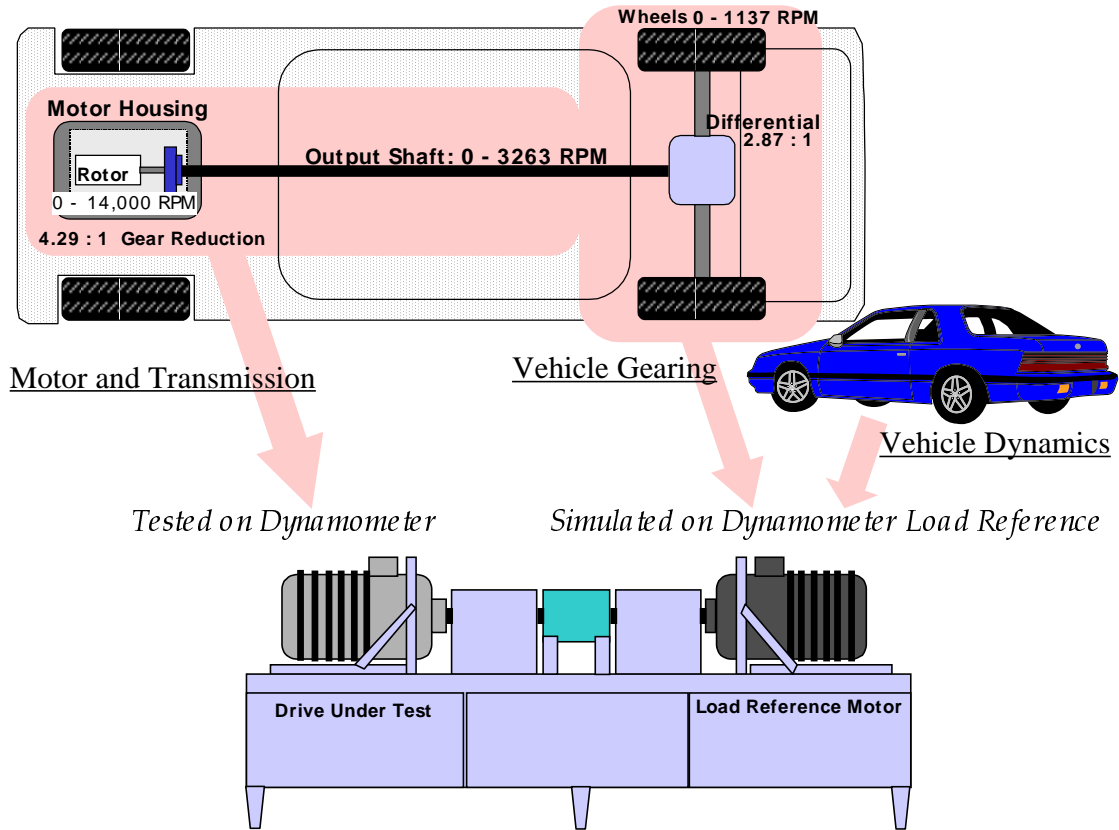 Wheels 0 - 1137 RPM
Motor Housing
Differential
2.87 : 1
Output Shaft: 0 - 3263 RPM
Rotor
0 - 14,000 RPM
4.29 : 1 Gear Reduction
Motor and Transmission
Vehicle Gearing
Vehicle Dynamics
Tested on Dynamometer
Simulated on Dynamometer Load Reference
Drive Under Test
Load Reference Motor